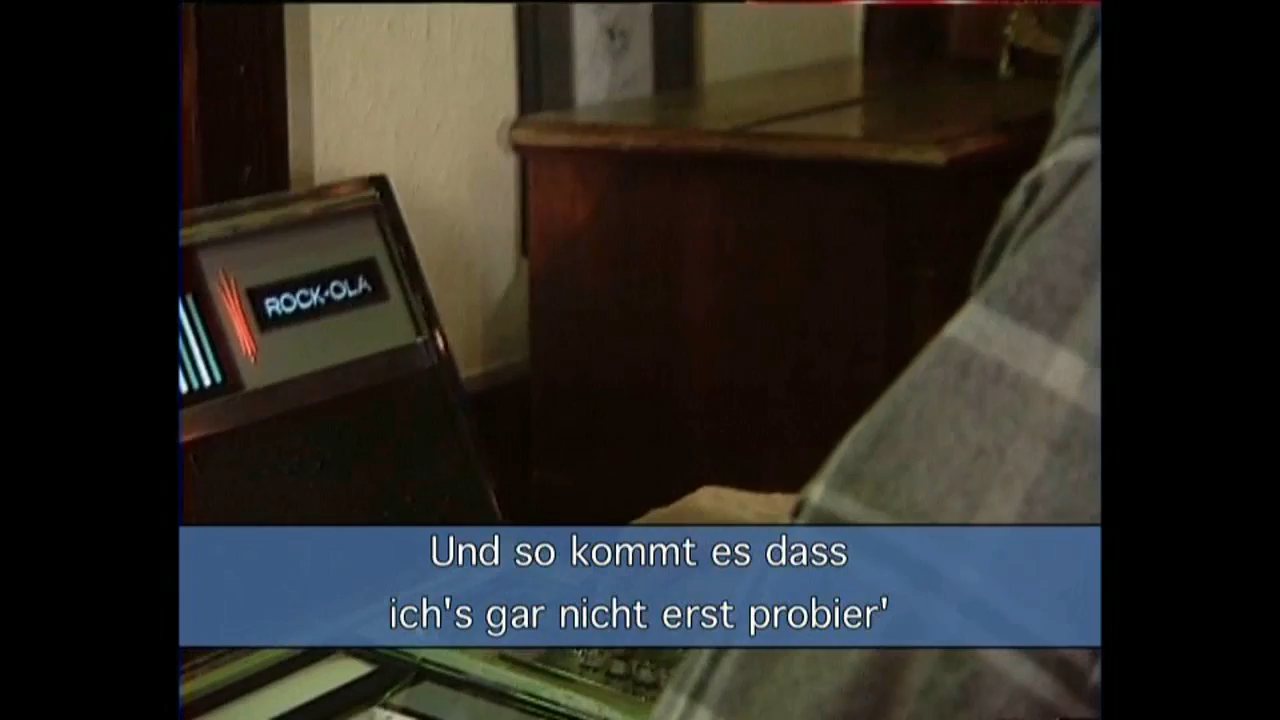 ROCK-OLA
Und so kommt es dass
ich's gar nicht erst probier'